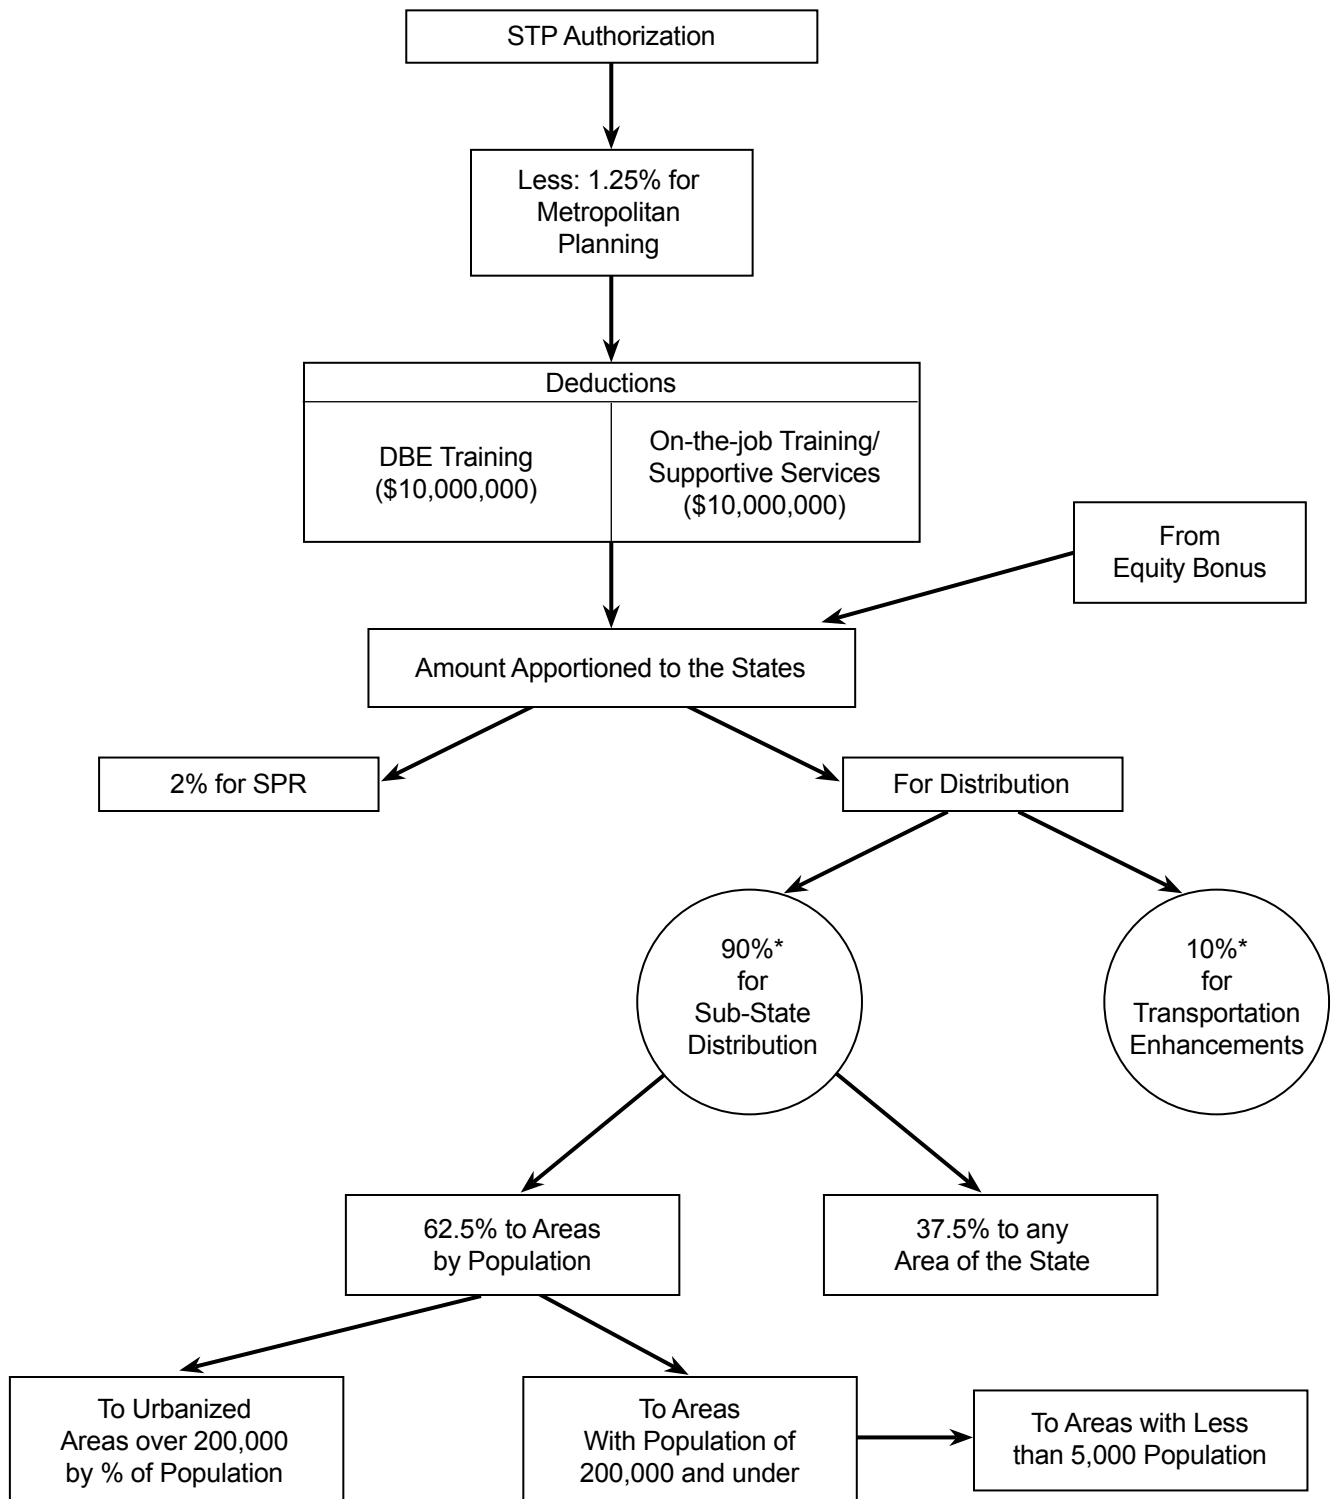 STP Authorization
Less: 1.25% for
Metropolitan
Planning
Deductions
DBE Training
($10,000,000)
On-the-job Training/
Supportive Services
($10,000,000)
From
Equity Bonus
Amount Apportioned to the States
2% for SPR
For Distribution
90%*
for
Sub-State
Distribution
10%*
for
Transportation
Enhancements
62.5% to Areas
by Population
37.5% to any
Area of the State
To Urbanized
Areas over 200,000
by % of Population
To Areas
With Population of
200,000 and under
To Areas with Less
than 5,000 Population